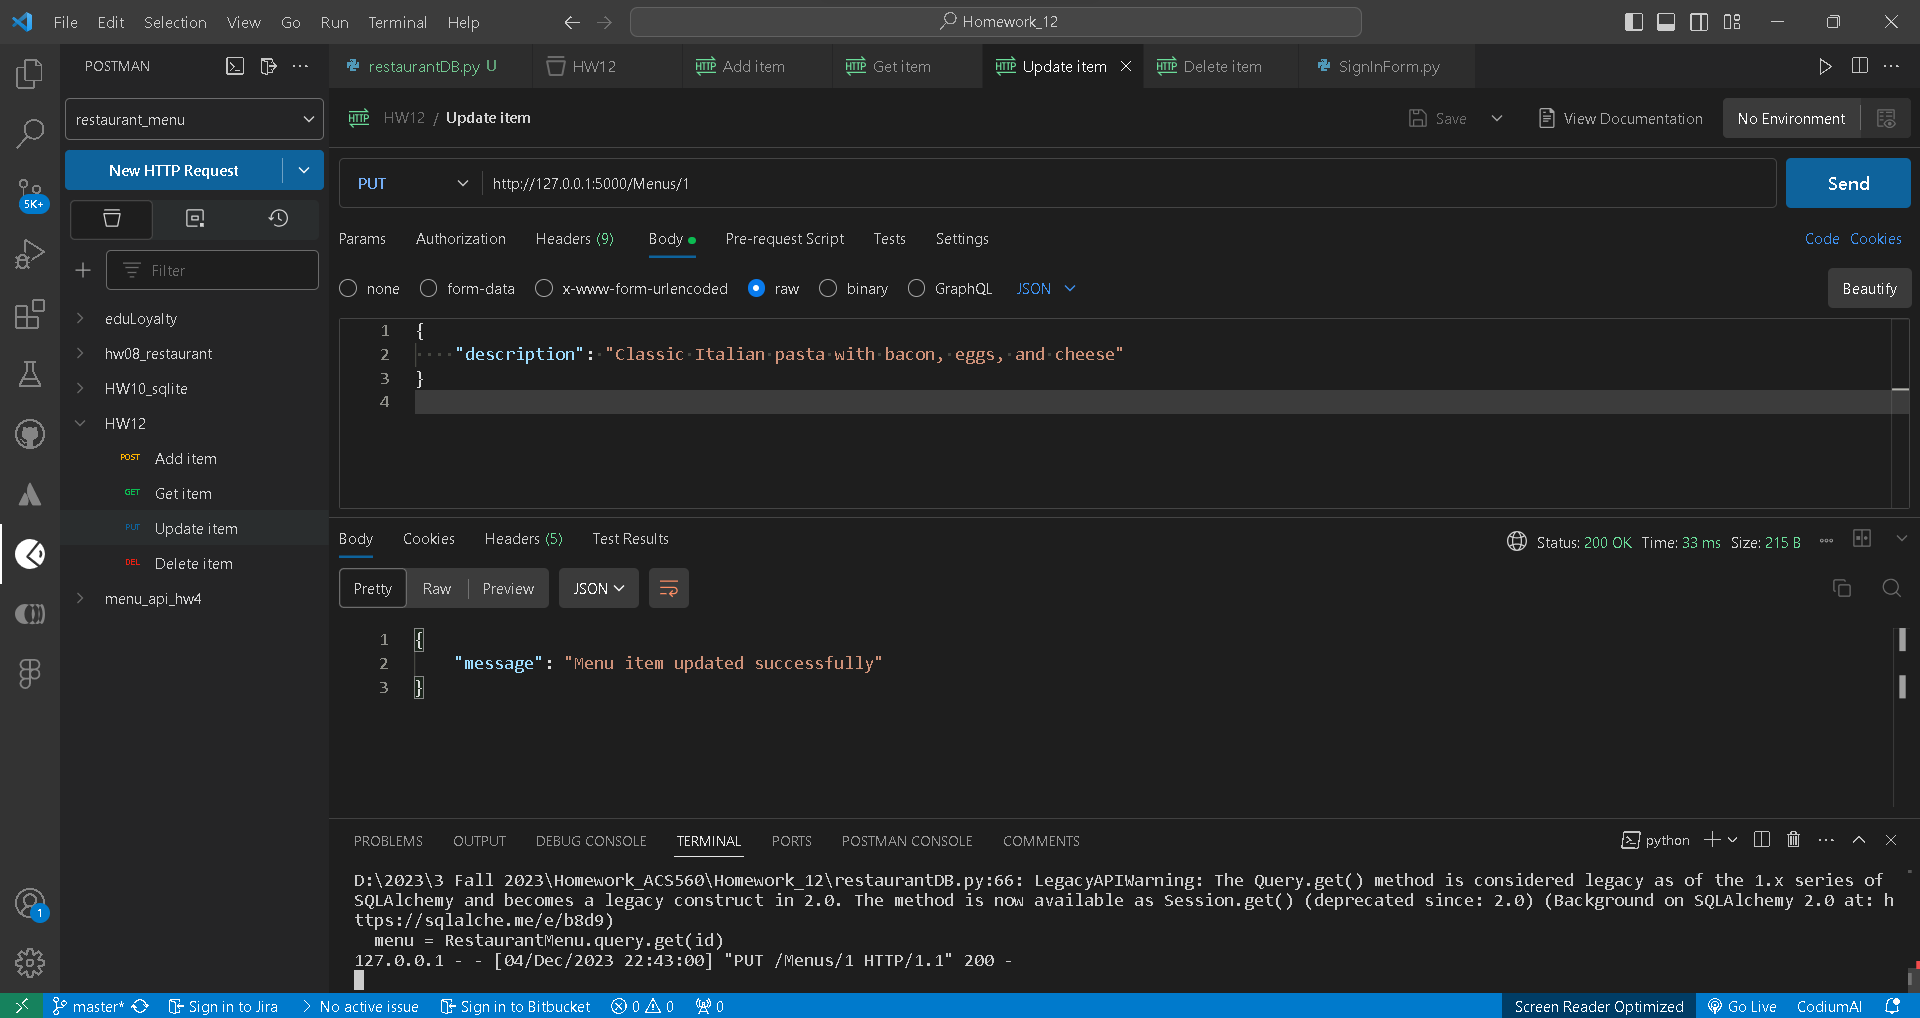 File Edit Selection View Go Run Terminal Help
Homework_12
POSTMAN
restaurantDB.py U
HW12
Add item
Get item
Update item
Delete item
SignInForm.py
restaurant_menu
HW12 / Update item
Save
View Documentation
No Environment
New HTTP Request
PUT
http://127.0.0.1:5000/Menus/1
Send
5K+
Params Authorization Headers (9) Body Pre-request Script Tests Settings
Code Cookies
Filter
none form-data x-www-form-urlencoded raw binary GraphQL JSON
Beautify
eduLoyalty
hw08_restaurant
HW10_sqlite
HW12
POST Add item
GET Get item
PUT Update item
DEL Delete item
menu_api_hw4
1 {
2 ····"description":·"Classic·Italian·pasta·with·bacon,·eggs,·and·cheese"
3 }
4
Body Cookies Headers (5) Test Results
Status: 200 OK Time: 33 ms Size: 215 B
Pretty Raw Preview JSON
1 {
2 "message": "Menu item updated successfully"
3 }
PROBLEMS OUTPUT DEBUG CONSOLE TERMINAL PORTS POSTMAN CONSOLE COMMENTS
python
D:\2023\3 Fall 2023\Homework_ACS560\Homework_12\restaurantDB.py:66: LegacyAPIWarning: The Query.get() method is considered legacy as of the 1.x series of
SQLAlchemy and becomes a legacy construct in 2.0. The method is now available as Session.get() (deprecated since: 2.0) (Background on SQLAlchemy 2.0 at: h
ttps://sqlalche.me/e/b8d9)
menu = RestaurantMenu.query.get(id)
127.0.0.1 - - [04/Dec/2023 22:43:00] "PUT /Menus/1 HTTP/1.1" 200 -
1
master* Sign in to Jira No active issue Sign in to Bitbucket 0 0 0
Screen Reader Optimized Go Live CodiumAI